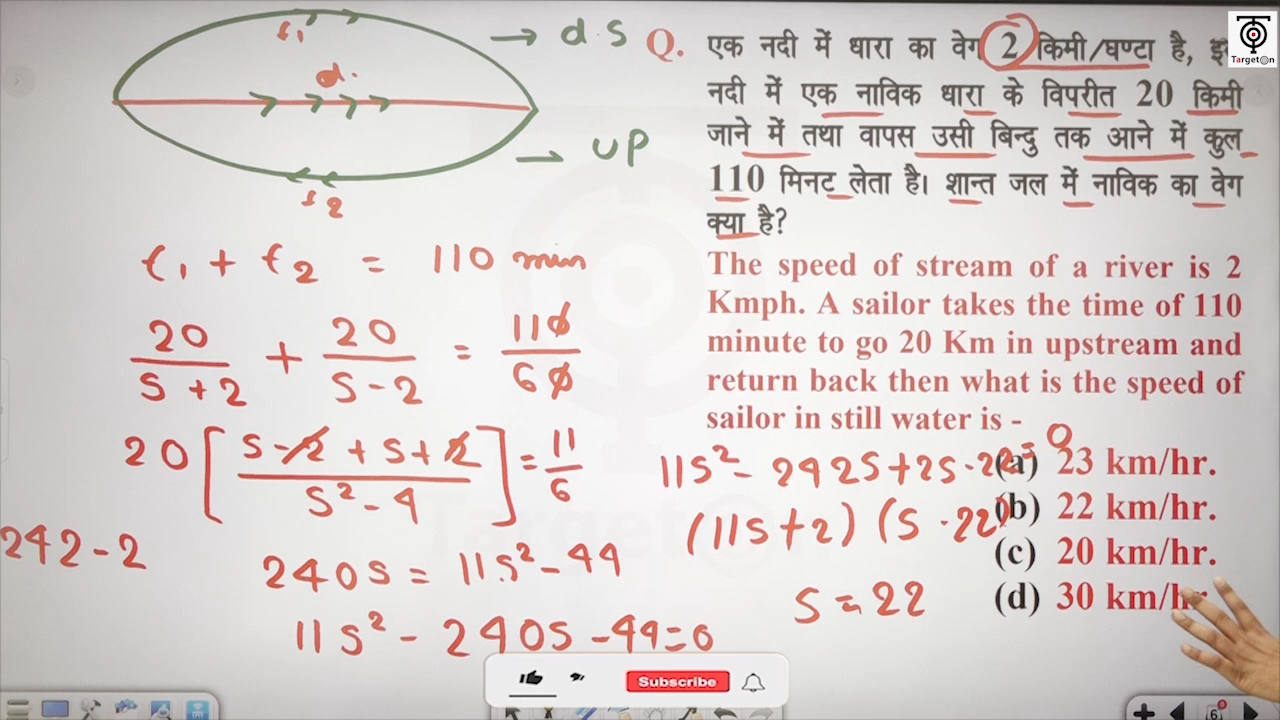 t₁
d.
→ d.s
→ UP
t₂
t₁ + t₂ = 110 min
20/S+2 + 20/S-2 = 110/60
20 [ S-2+S+2 / S²-4 ] = 11/6
242-2
240S = 11S²-44
11S² - 240S - 44=0
Q. एक नदी में धारा का वेग 2 किमी/घण्टा है,
नदी में एक नाविक धारा के विपरीत 20 किमी
जाने में तथा वापस उसी बिन्दु तक आने में कुल
110 मिनट लेता है। शान्त जल में नाविक का वेग
क्या है?
The speed of stream of a river is 2
Kmph. A sailor takes the time of 110
minute to go 20 Km in upstream and
return back then what is the speed of
sailor in still water is -
(a) 23 km/hr.
(b) 22 km/hr.
(c) 20 km/hr.
(d) 30 km/hr
11S² - 242S+2S-22 = 0
(11S+2) (S-22)
S = 22
TargetOn
Subscribe
6